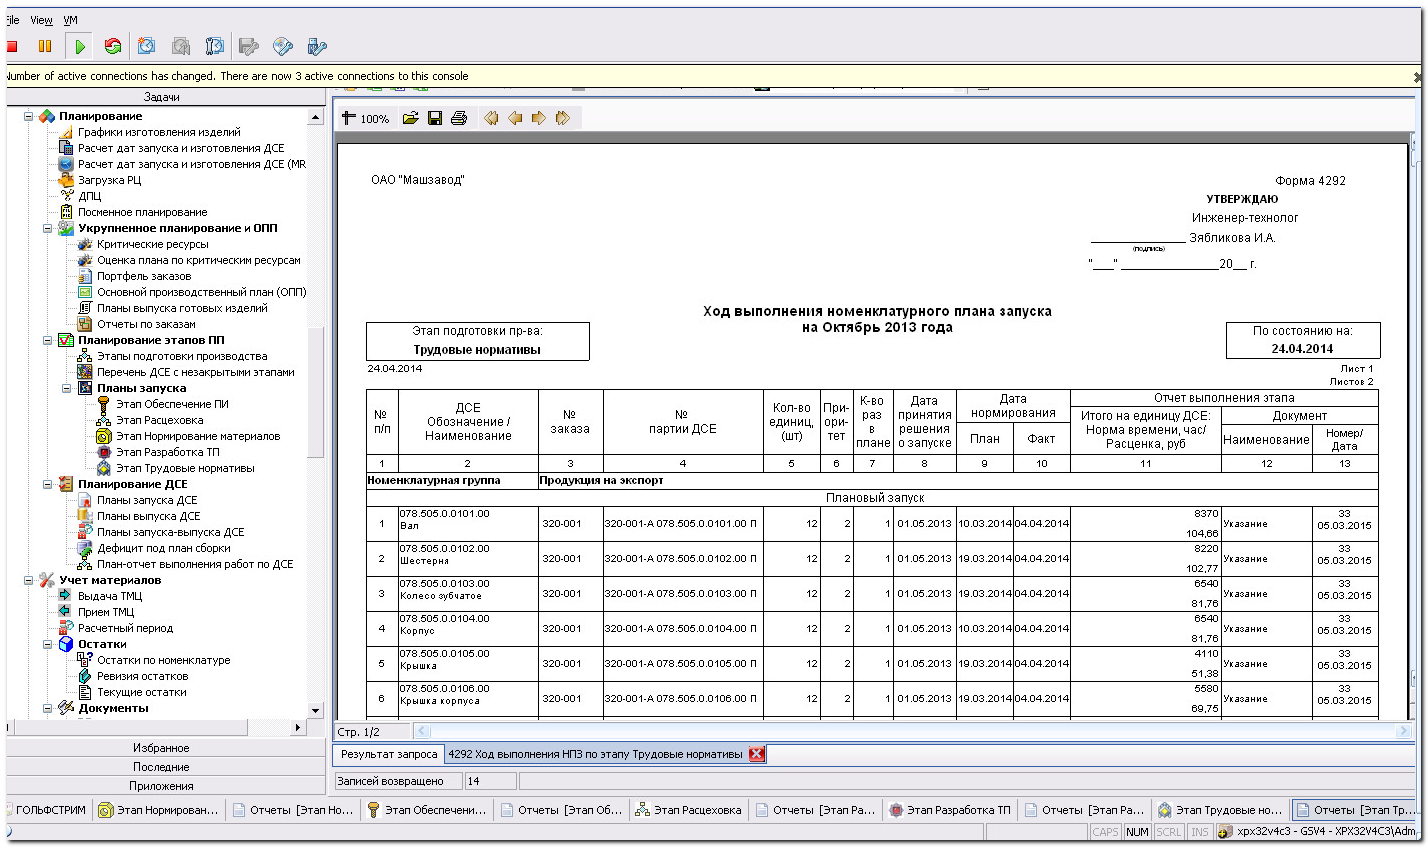 File View VM
Number of active connections has changed. There are now 3 active connections to this console
Задачи
Планирование
Графики изготовления изделий
Расчет дат запуска и изготовления ДСЕ
Расчет дат запуска и изготовления ДСЕ (MR
Загрузка РЦ
ДПЦ
Посменное планирование
Укрупненное планирование и ОПП
Критические ресурсы
Оценка плана по критическим ресурсам
Портфель заказов
Основной производственный план (ОПП)
Планы выпуска готовых изделий
Отчеты по заказам
Планирование этапов ПП
Этапы подготовки производства
Перечень ДСЕ с незакрытыми этапами
Планы запуска
Этап Обеспечение ПИ
Этап Расцеховка
Этап Нормирование материалов
Этап Разработка ТП
Этап Трудовые нормативы
Планирование ДСЕ
Планы запуска ДСЕ
Планы выпуска ДСЕ
Планы запуска-выпуска ДСЕ
Дефицит под план сборки
План-отчет выполнения работ по ДСЕ
Учет материалов
Выдача ТМЦ
Прием ТМЦ
Расчетный период
Остатки
Остатки по номенклатуре
Ревизия остатков
Текущие остатки
Документы
Избранное
Последние
Приложения
100%
ОАО "Машзавод"
Форма 4292
УТВЕРЖДАЮ
Инженер-технолог
______________ Зябликова И.А.
(подпись)
"___" _______________20__ г.
Ход выполнения номенклатурного плана запуска
на Октябрь 2013 года
Этап подготовки пр-ва:
Трудовые нормативы
По состоянию на:
24.04.2014
24.04.2014
Лист 1
Листов 2
№ п/п | ДСЕ Обозначение / Наименование | № заказа | № партии ДСЕ | Кол-во единиц, (шт) | При-ори-тет | К-во раз в плане | Дата принятия решения о запуске | Дата нормирования | Отчет выполнения этапа
План | Факт | Итого на единицу ДСЕ: Норма времени, час/ Расценка, руб | Документ
Наименование | Номер/ Дата
1 2 3 4 5 6 7 8 9 10 11 12 13
Номенклатурная группа Продукция на экспорт
Плановый запуск
1 078.505.0.0101.00 Вал 320-001 320-001-А 078.505.0.0101.00 П 12 2 1 01.05.2013 10.03.2014 04.04.2014 8370 104,66 Указание 33 05.03.2015
2 078.505.0.0102.00 Шестерня 320-001 320-001-А 078.505.0.0102.00 П 12 2 1 01.05.2013 19.03.2014 04.04.2014 8220 102,77 Указание 33 05.03.2015
3 078.505.0.0103.00 Колесо зубчатое 320-001 320-001-А 078.505.0.0103.00 П 12 2 1 01.05.2013 19.03.2014 04.04.2014 6540 81,76 Указание 33 05.03.2015
4 078.505.0.0104.00 Корпус 320-001 320-001-А 078.505.0.0104.00 П 12 2 1 01.05.2013 10.03.2014 04.04.2014 6540 81,76 Указание 33 05.03.2015
5 078.505.0.0105.00 Крышка 320-001 320-001-А 078.505.0.0105.00 П 12 2 1 01.05.2013 19.03.2014 04.04.2014 4110 51,38 Указание 33 05.03.2015
6 078.505.0.0106.00 Крышка корпуса 320-001 320-001-А 078.505.0.0106.00 П 12 2 1 01.05.2013 19.03.2014 04.04.2014 5580 69,75 Указание 33 05.03.2015
Стр. 1/2
Результат запроса 4292 Ход выполнения НПЗ по этапу Трудовые нормативы
Записей возвращено 14
ГОЛЬФСТРИМ Этап Нормирован... Отчеты [Этап Но... Этап Обеспечени... Отчеты [Этап Об... Этап Расцеховка Отчеты [Этап Ра... Этап Разработка ТП Отчеты [Этап Ра... Этап Трудовые но... Отчеты [Этап Тр...
CAPS NUM SCRL INS xpx32v4c3 - GSV4 - XPX32V4C3\Adm